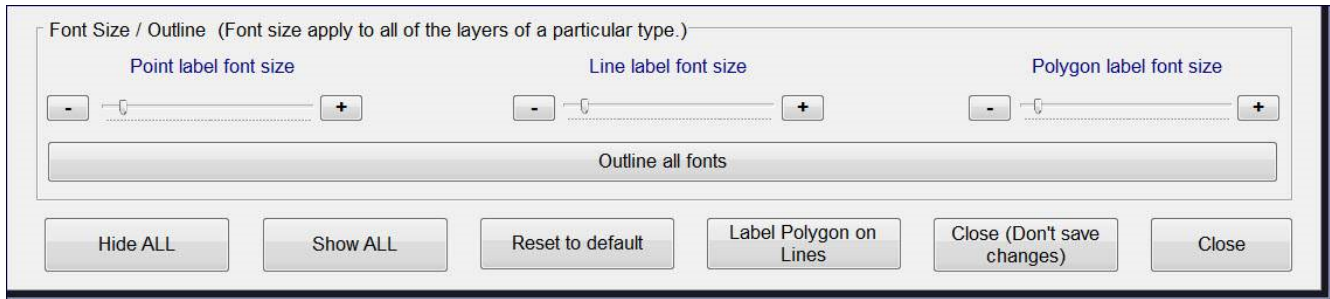 Font Size / Outline (Font size apply to all of the layers of a particular type.)
Point label font size
Line label font size
Polygon label font size
- +
- +
- +
Outline all fonts
Hide ALL
Show ALL
Reset to default
Label Polygon on
Lines
Close (Don't save
changes)
Close